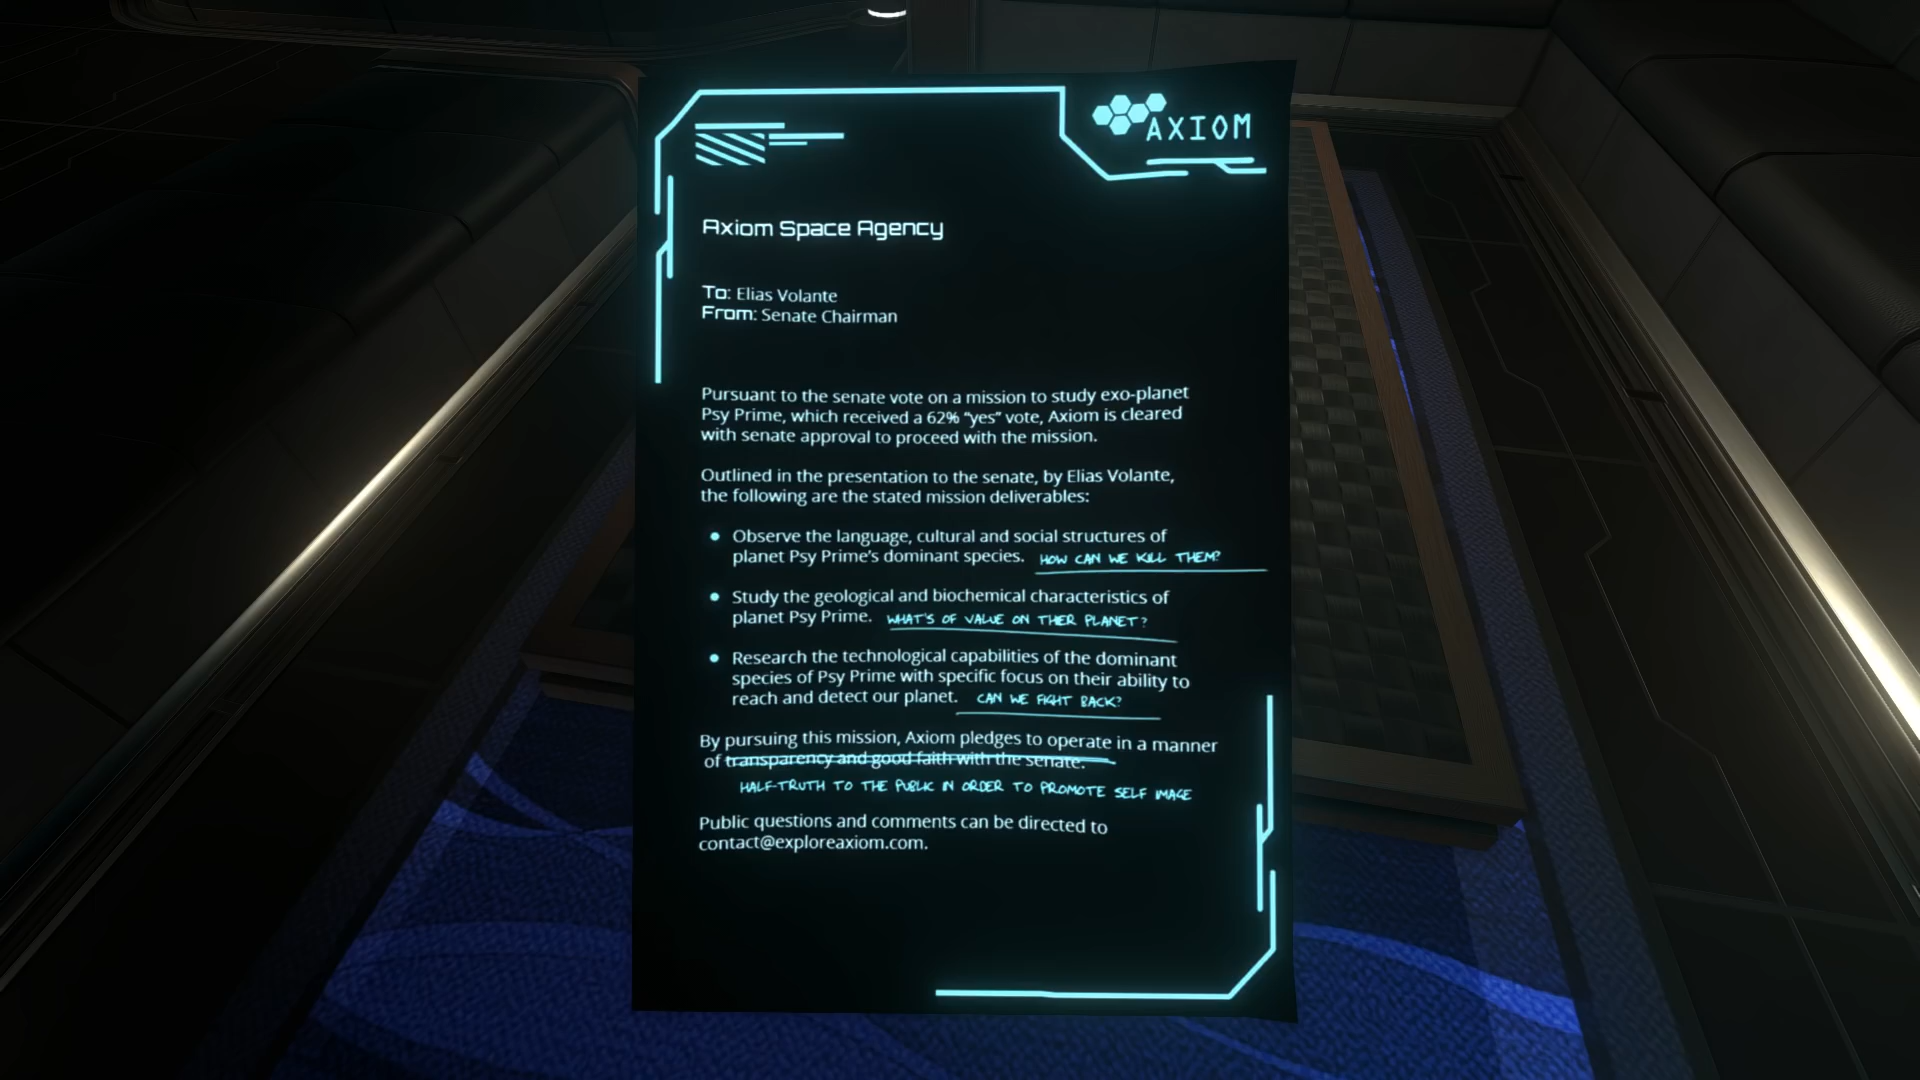 AXIOM
Axiom Space Agency
To: Elias Volante
From: Senate Chairman
Pursuant to the senate vote on a mission to study exo-planet
Psy Prime, which received a 62% “yes” vote, Axiom is cleared
with senate approval to proceed with the mission.
Outlined in the presentation to the senate, by Elias Volante,
the following are the stated mission deliverables:
• Observe the language, cultural and social structures of
planet Psy Prime’s dominant species. HOW CAN WE KILL THEM?
• Study the geological and biochemical characteristics of
planet Psy Prime. WHAT'S OF VALUE ON THER PLANET?
• Research the technological capabilities of the dominant
species of Psy Prime with specific focus on their ability to
reach and detect our planet. CAN WE FIGHT BACK?
By pursuing this mission, Axiom pledges to operate in a manner
of transparency and good faith with the senate.
HALF-TRUTH TO THE PUBLIC IN ORDER TO PROMOTE SELF IMAGE
Public questions and comments can be directed to
contact@exploreaxiom.com.